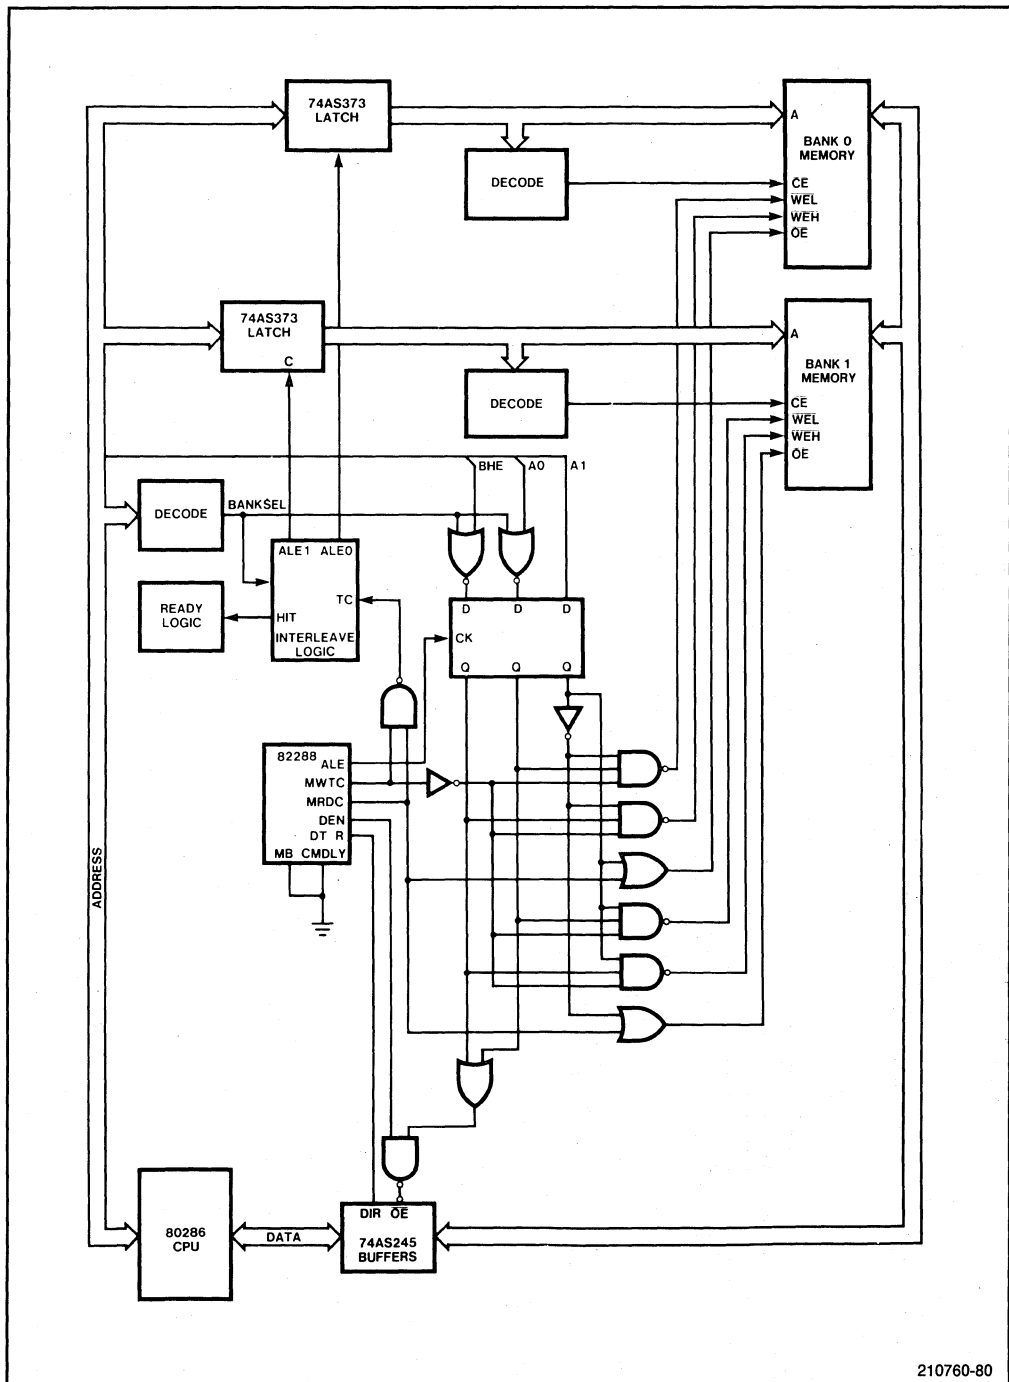 74AS373
LATCH
A
BANK 0
MEMORY
DECODE
CE
WEL
WEH
OE
74AS373
LATCH
C
A
BANK 1
MEMORY
DECODE
CE
WEL
WEH
OE
BHE
A0
A1
DECODE
BANKSEL
ALE1 ALE0
TC
HIT
INTERLEAVE
LOGIC
READY
LOGIC
D
D
D
CK
Q
Q
Q
82288
ALE
MWTC
MRDC
DEN
DT R
MB CMDLY
ADDRESS
80286
CPU
DATA
DIR OE
74AS245
BUFFERS
210760-80